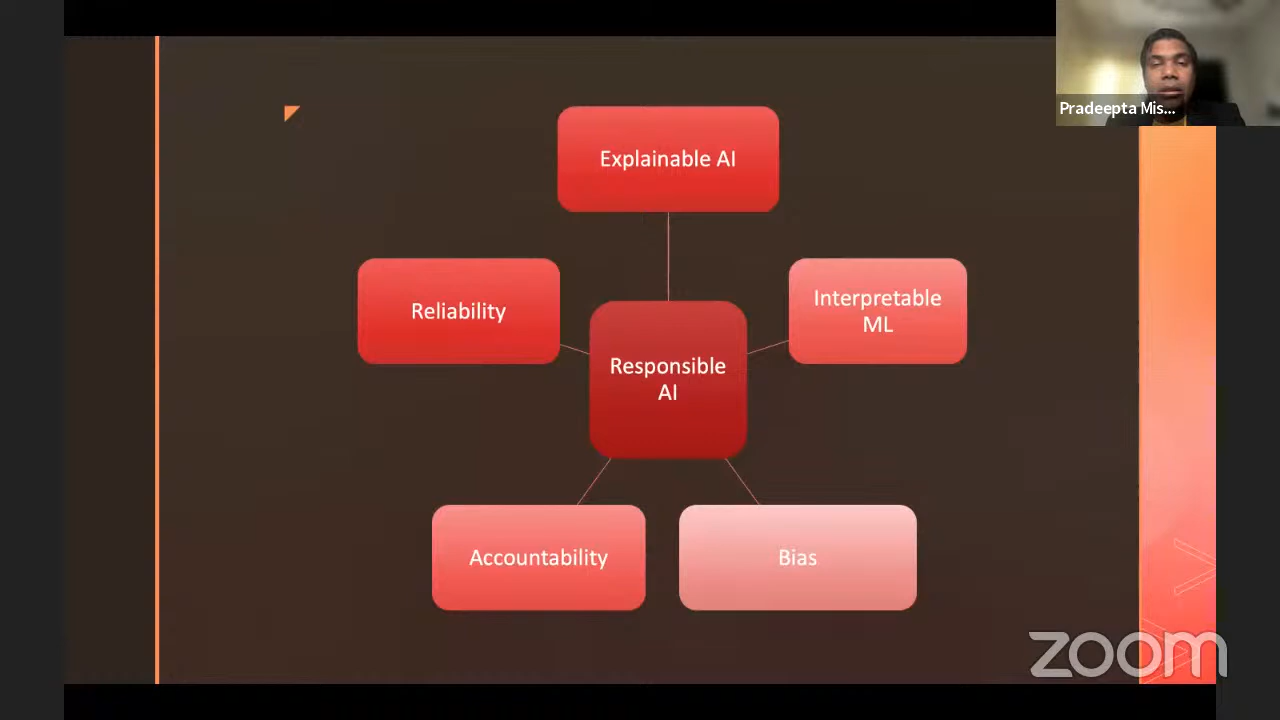 Pradeepta Mis...
Explainable AI
Reliability
Interpretable
ML
Responsible
AI
Accountability
Bias
zoom